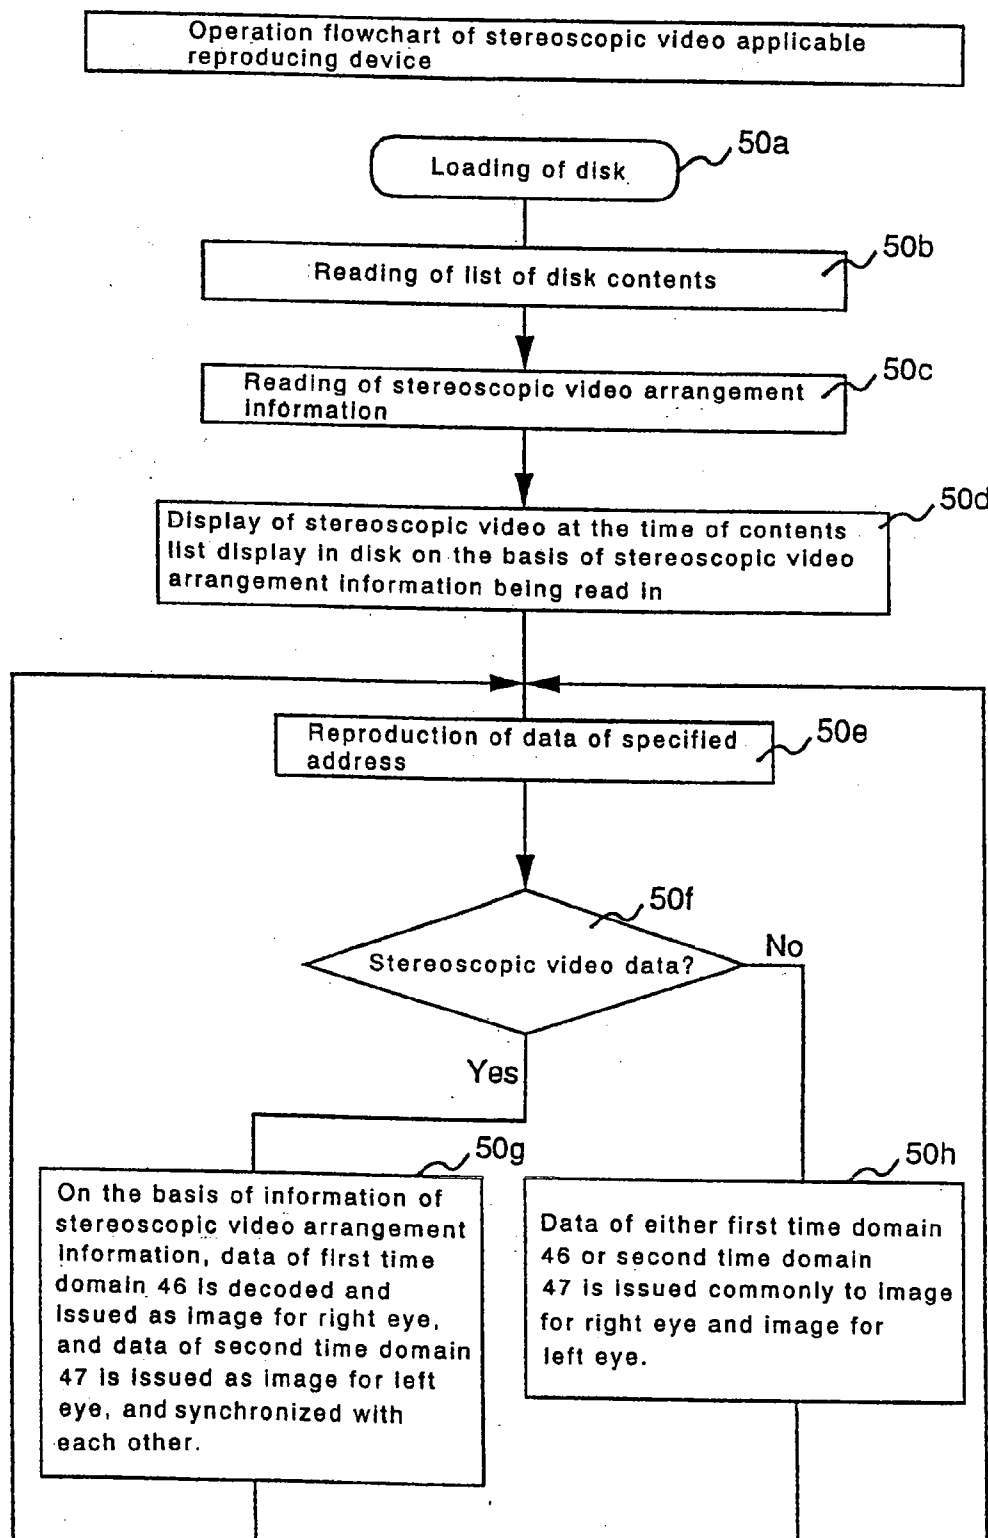 Operation flowchart of stereoscopic video applicable
reproducing device
50a
Loading of disk
50b
Reading of list of disk contents
50c
Reading of stereoscopic video arrangement
information
50d
Display of stereoscopic video at the time of contents
list display in disk on the basis of stereoscopic video
arrangement information being read in
50e
Reproduction of data of specified
address
50f
Stereoscopic video data?
No
Yes
50g
On the basis of information of
stereoscopic video arrangement
information, data of first time
domain 46 is decoded and
issued as image for right eye,
and data of second time domain
47 is issued as image for left
eye, and synchronized with
each other.
50h
Data of either first time domain
46 or second time domain
47 is issued commonly to image
for right eye and image for
left eye.